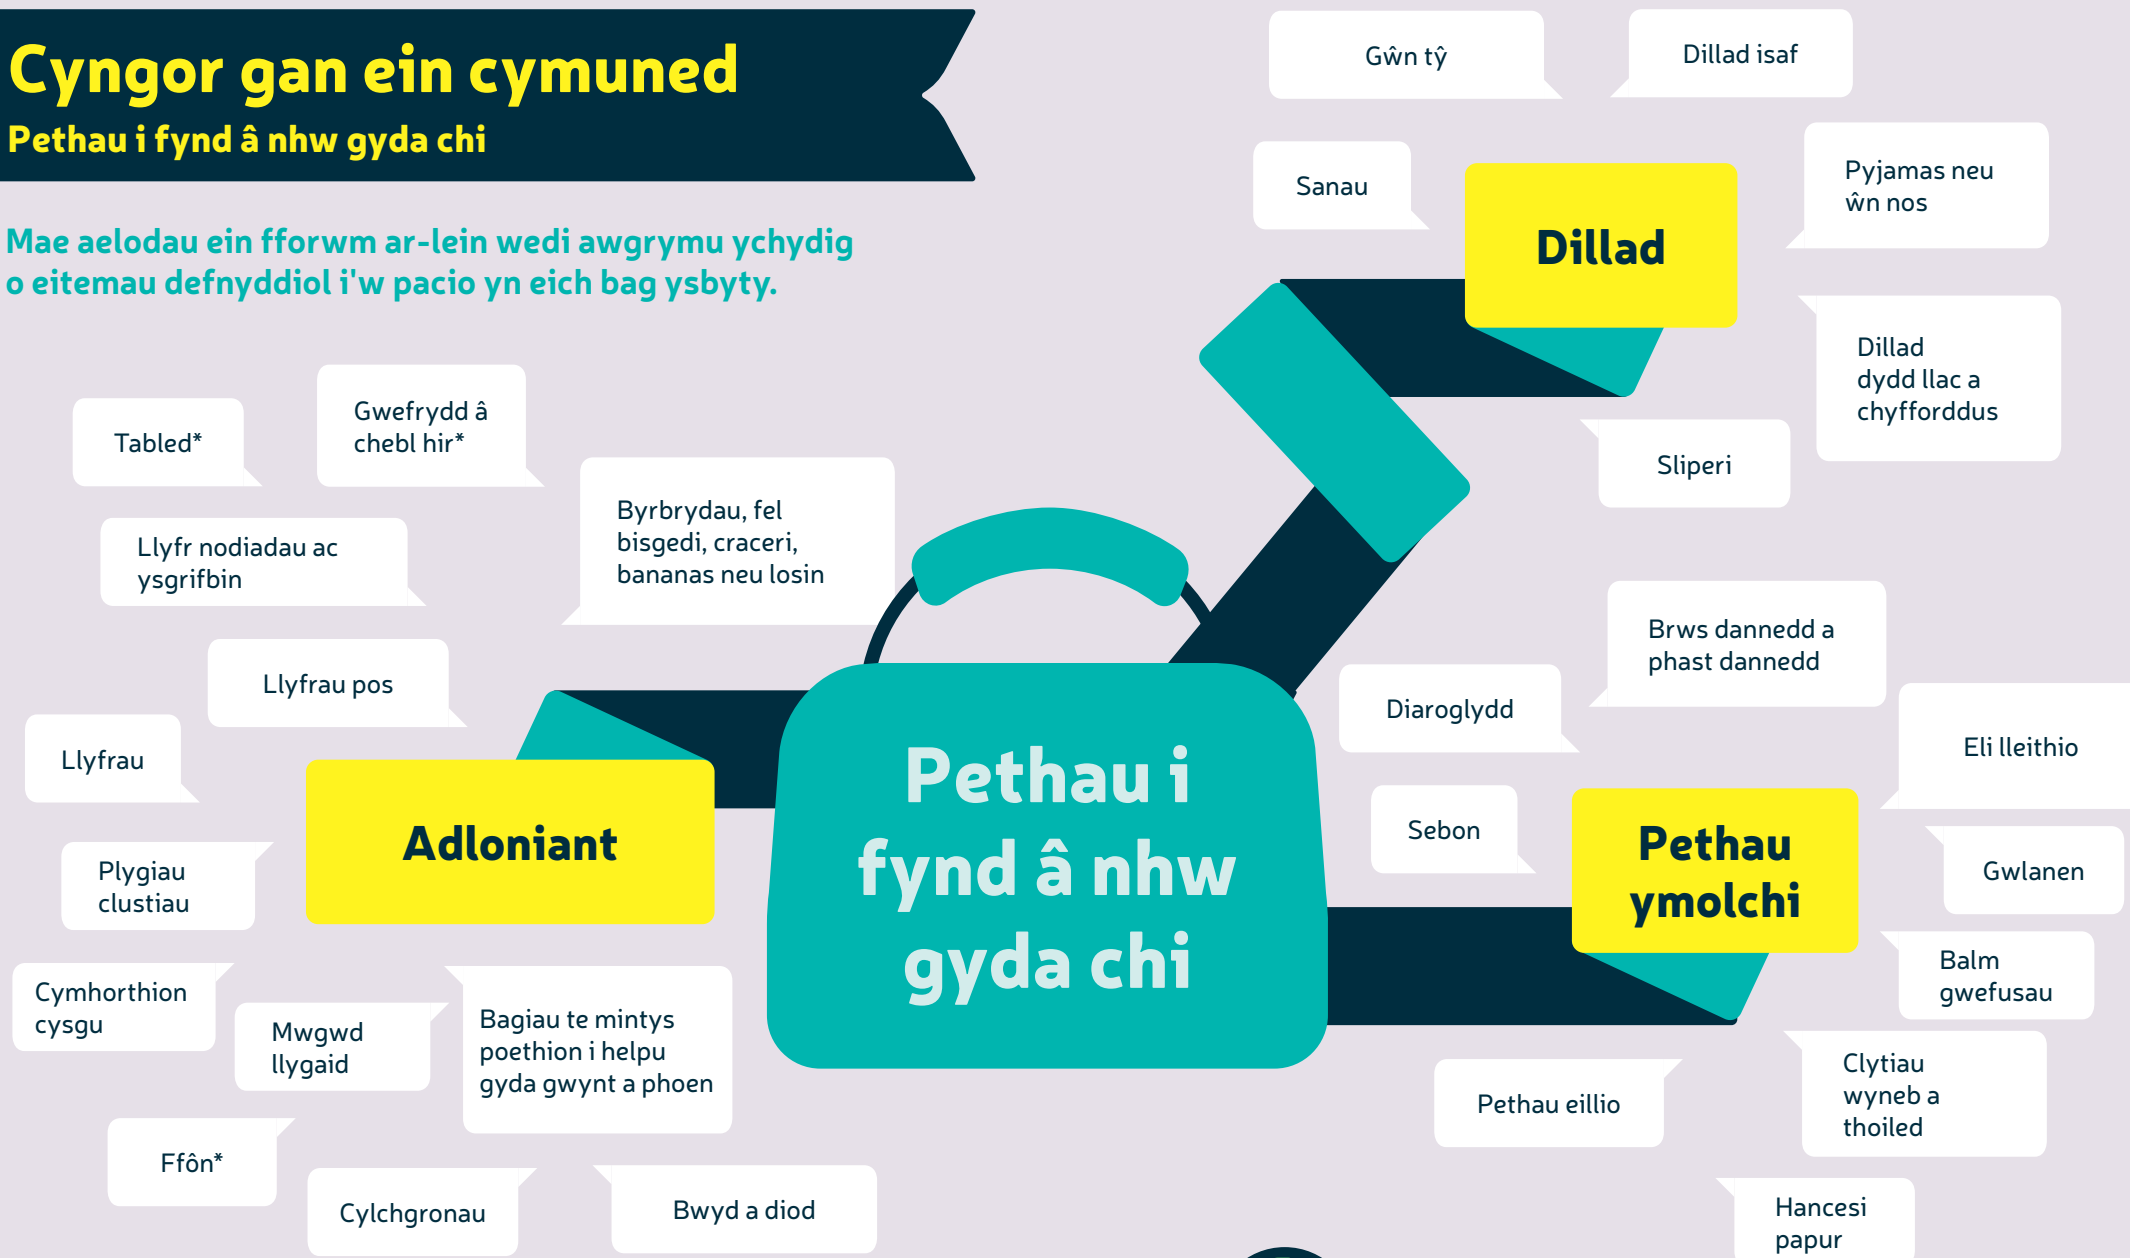 Cyngor gan ein cymuned
Pethau i fynd â nhw gyda chi
Mae aelodau ein fforwm ar-lein wedi awgrymu ychydig
o eitemau defnyddiol i'w pacio yn eich bag ysbyty.
Dillad
Gŵn tŷ
Dillad isaf
Sanau
Pyjamas neu
ŵn nos
Dillad
dydd llac a
chyfforddus
Sliperi
Adloniant
Tabled*
Gwefrydd â
chebl hir*
Byrbrydau, fel
bisgedi, craceri,
bananas neu losin
Llyfr nodiadau ac
ysgrifbin
Llyfrau pos
Llyfrau
Plygiau
clustiau
Cymhorthion
cysgu
Mwgwd
llygaid
Bagiau te mintys
poethion i helpu
gyda gwynt a phoen
Ffôn*
Cylchgronau
Bwyd a diod
Pethau i
fynd â nhw
gyda chi
Pethau
ymolchi
Brws dannedd a
phast dannedd
Diaroglydd
Eli lleithio
Sebon
Gwlanen
Balm
gwefusau
Clytiau
wyneb a
thoiled
Pethau eillio
Hancesi
papur